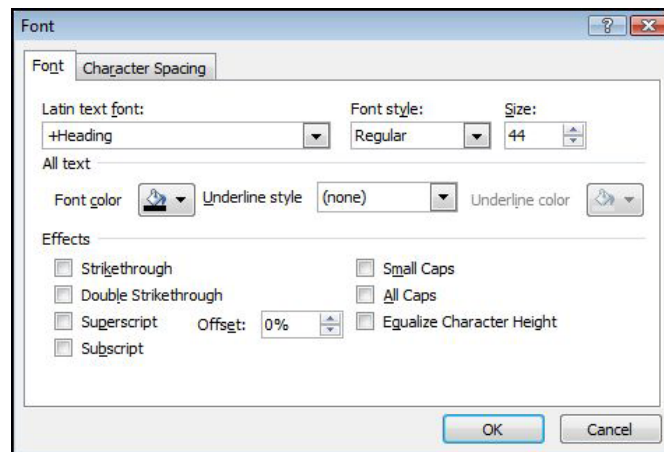 Font
Font Character Spacing
Latin text font: Font style: Size:
+Heading Regular 44
All text
Font color Underline style (none) Underline color
Effects
Strikethrough Small Caps
Double Strikethrough All Caps
Superscript Offset: 0% Equalize Character Height
Subscript
OK Cancel